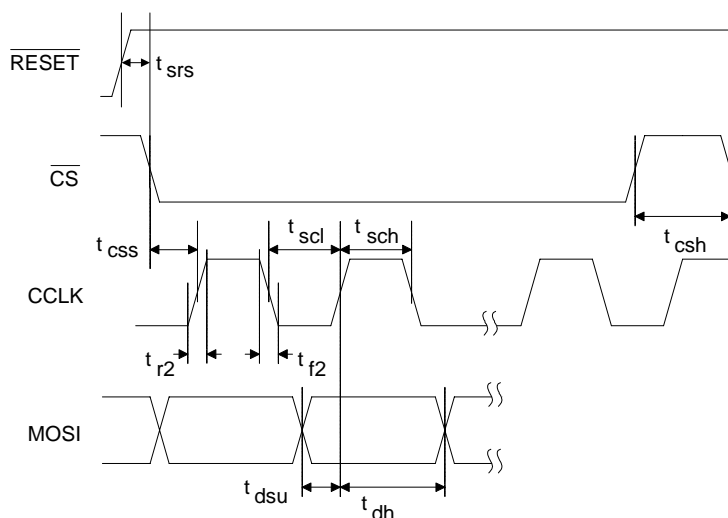 RESET
t srs
CS
t css
t scl
t sch
t csh
CCLK
t r2
t f2
MOSI
t dsu
t dh